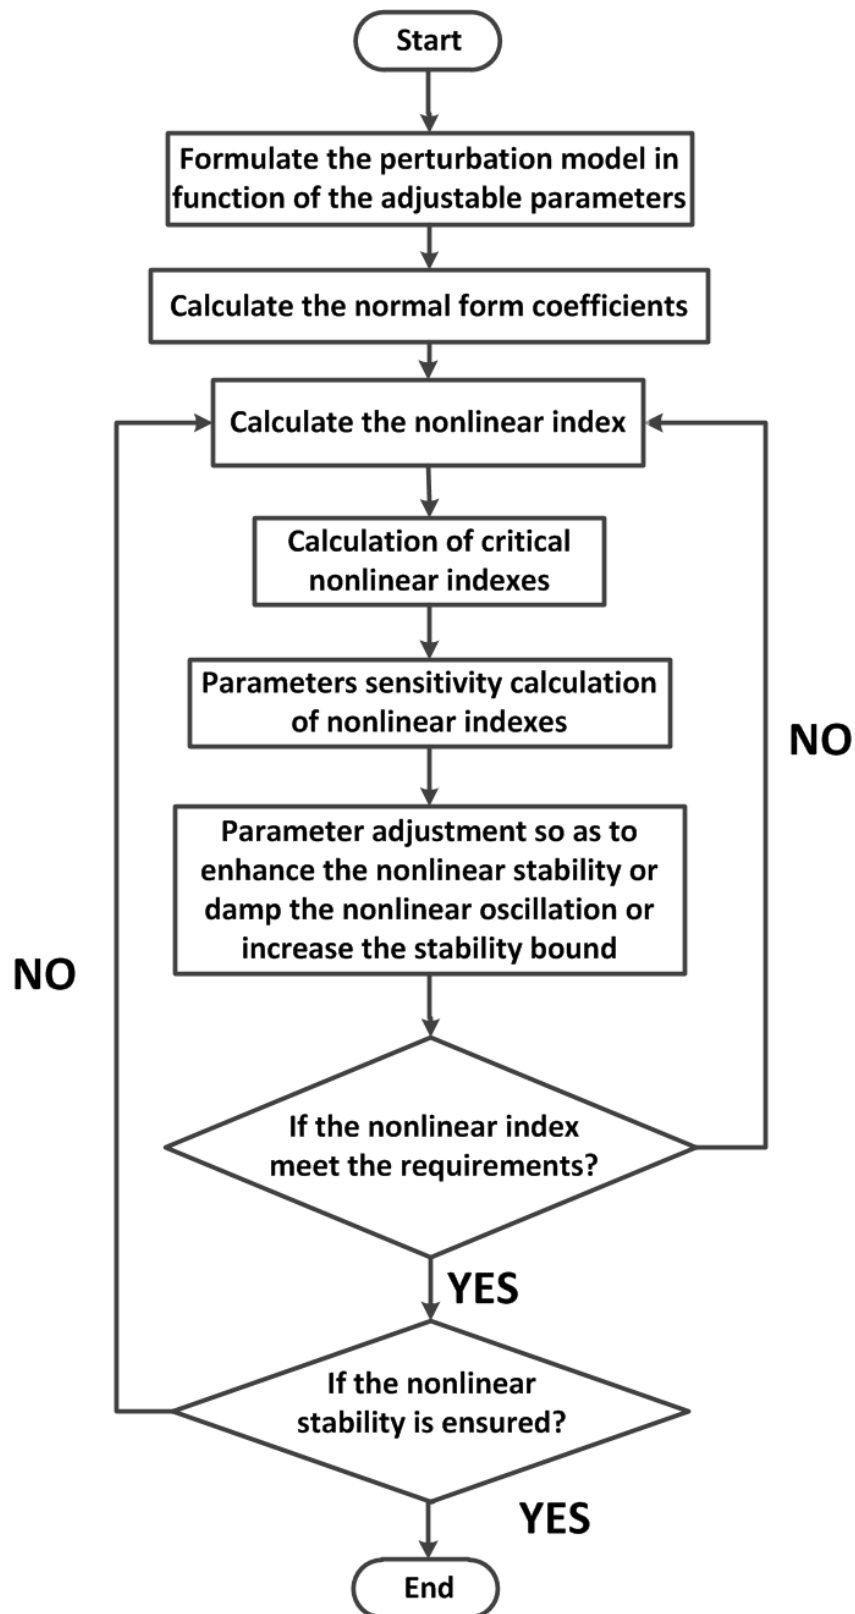 Start
Formulate the perturbation model in
function of the adjustable parameters
Calculate the normal form coefficients
Calculate the nonlinear index
Calculation of critical
nonlinear indexes
Parameters sensitivity calculation
of nonlinear indexes
NO
Parameter adjustment so as to
enhance the nonlinear stability or
damp the nonlinear oscillation or
increase the stability bound
NO
If the nonlinear index
meet the requirements?
YES
If the nonlinear
stability is ensured?
YES
End